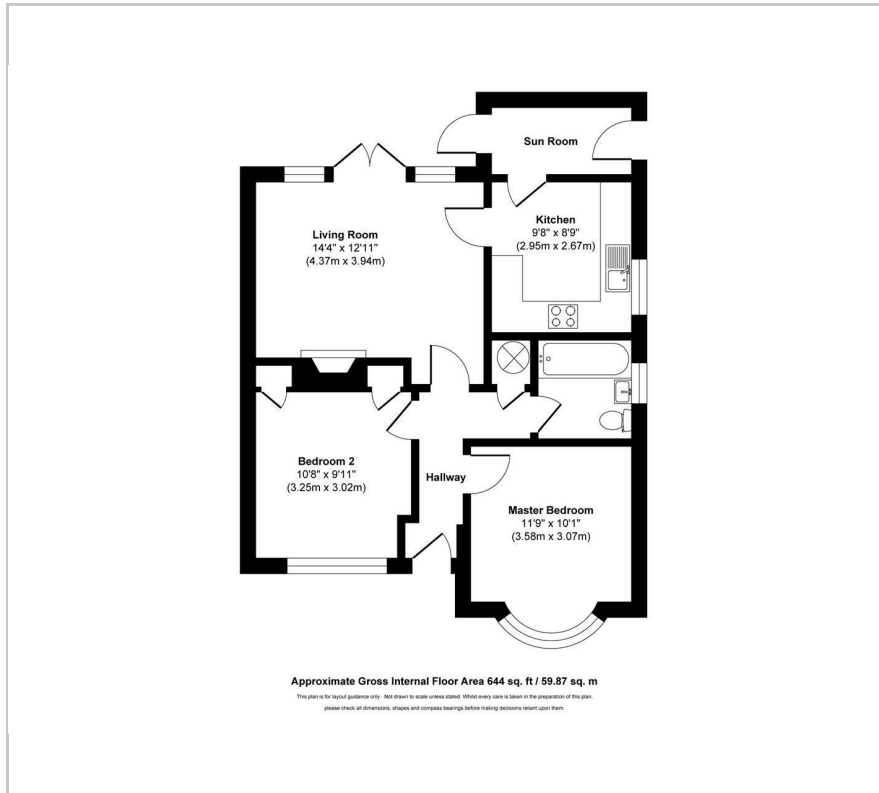 Sun Room
Kitchen
9'8" x 8'9"
(2.95m x 2.67m)
Living Room
14'4" x 12'11"
(4.37m x 3.94m)
Bedroom 2
10'8" x 9'11"
(3.25m x 3.02m)
Hallway
Master Bedroom
11'9" x 10'1"
(3.58m x 3.07m)
Approximate Gross Internal Floor Area 644 sq. ft / 59.87 sq. m
This plan is for layout guidance only. Not drawn to scale unless stated. Whilst every care is taken in the preparation of this plan,
please check all dimensions, shapes and compass bearings before making decisions reliant upon them.